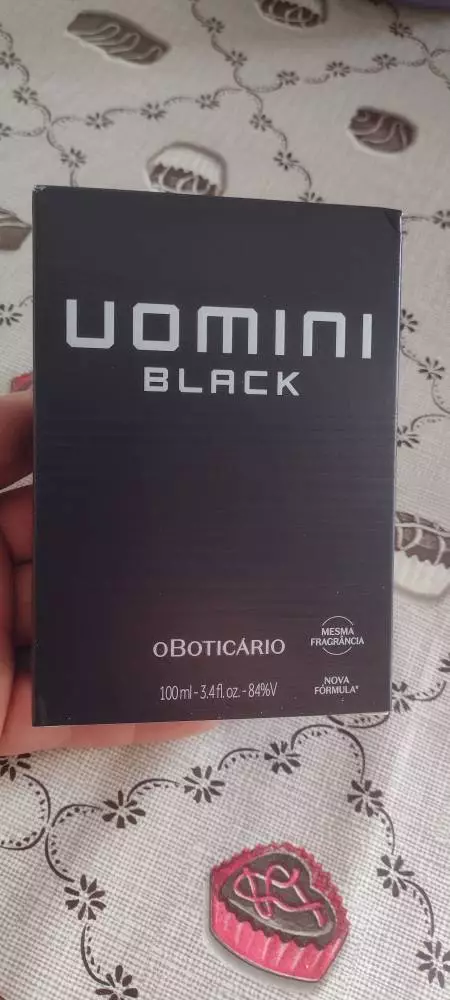 UOMINI
BLACK
oBOTICÁRIO
MESMA
FRAGRÂNCIA
100 ml - 3.4 fl. oz. - 84%V
NOVA
FÓRMULA*